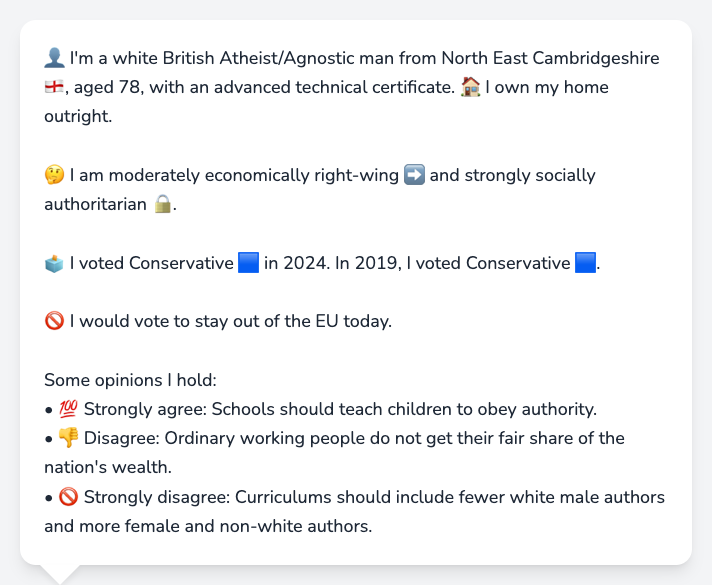 👤 I'm a white British Atheist/Agnostic man from North East Cambridgeshire
🏴󠁧󠁢󠁥󠁮󠁧󠁿, aged 78, with an advanced technical certificate. 🏠 I own my home
outright.
🤔 I am moderately economically right-wing ➡️ and strongly socially
authoritarian 🔒.
🗳️ I voted Conservative 🟦 in 2024. In 2019, I voted Conservative 🟦.
🚫 I would vote to stay out of the EU today.
Some opinions I hold:
• 💯 Strongly agree: Schools should teach children to obey authority.
• 👎 Disagree: Ordinary working people do not get their fair share of the
nation's wealth.
• 🚫 Strongly disagree: Curriculums should include fewer white male authors
and more female and non-white authors.